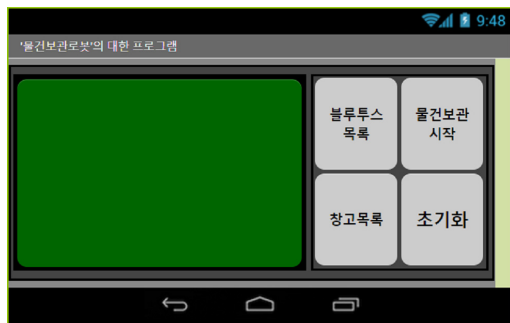 9:48
'물건보관로봇'의 대한 프로그램
블루투스
목록
물건보관
시작
창고목록
초기화